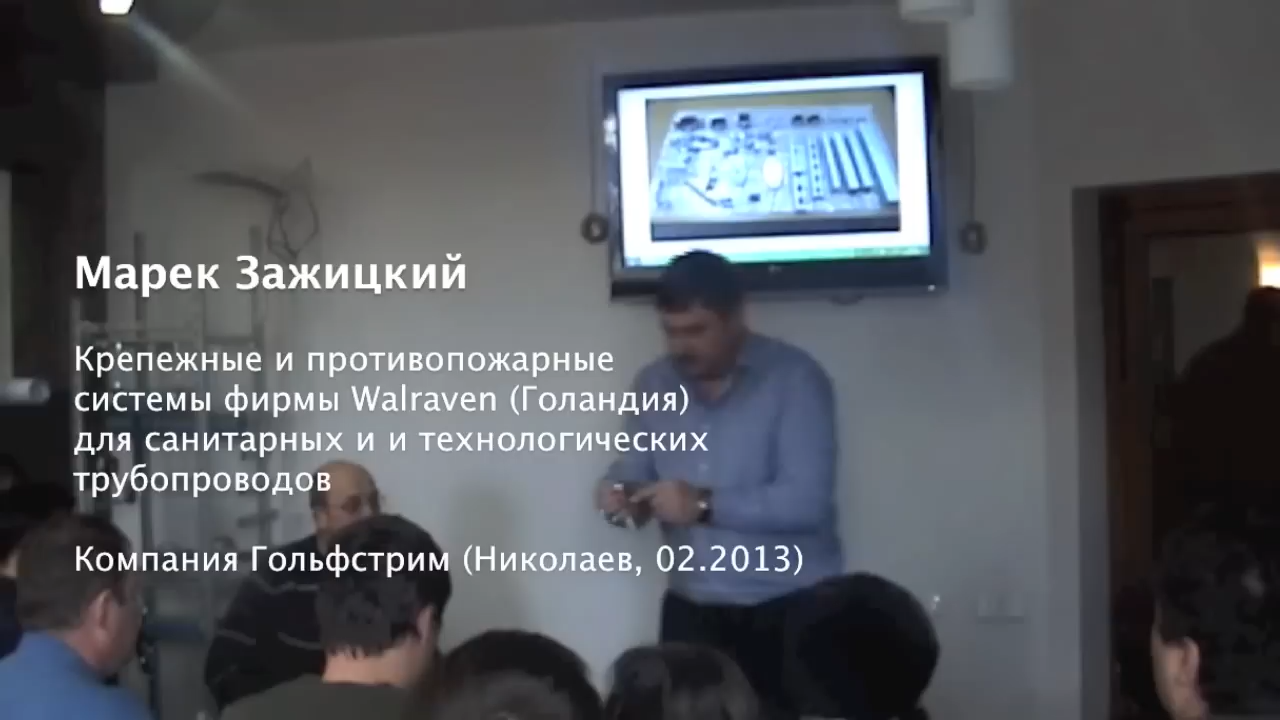 Марек Зажицкий
Крепежные и противопожарные
системы фирмы Walraven (Голандия)
для санитарных и и технологических
трубопроводов
Компания Гольфстрим (Николаев, 02.2013)